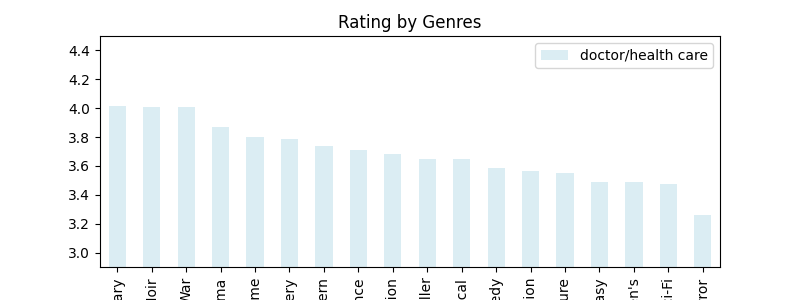 Rating by Genres
doctor/health care
4.4
4.2
4.0
3.8
3.6
3.4
3.2
3.0
ary
loir
War
ma
me
ery
ern
nce
ion
ller
cal
edy
ion
ure
asy
en's
i-Fi
rror